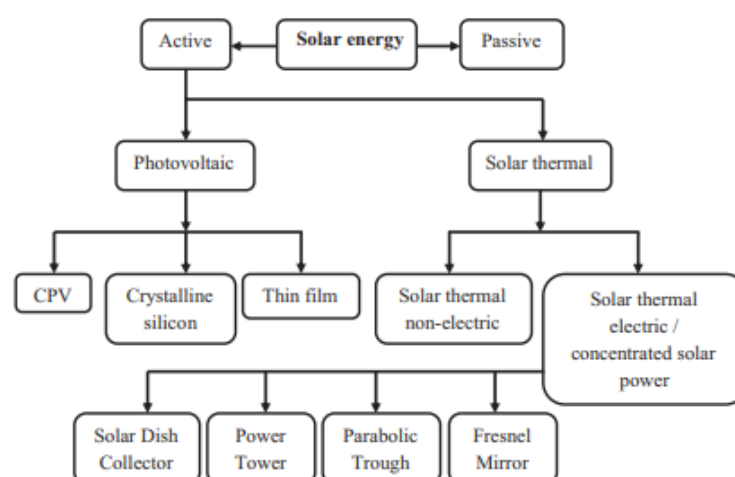 Active
Solar energy
Passive
Photovoltaic
Solar thermal
CPV
Crystalline
silicon
Thin film
Solar thermal
non-electric
Solar thermal
electric /
concentrated solar
power
Solar Dish
Collector
Power
Tower
Parabolic
Trough
Fresnel
Mirror